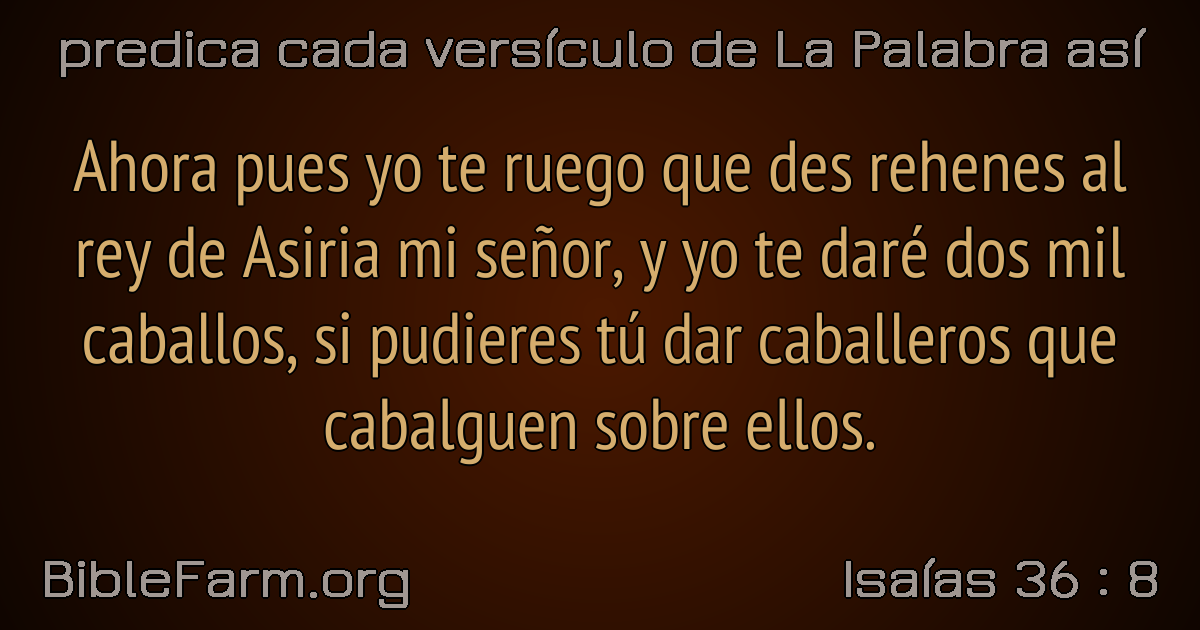 predica cada versículo de La Palabra así
Ahora pues yo te ruego que des rehenes al
rey de Asiria mi señor, y yo te daré dos mil
caballos, si pudieres tú dar caballeros que
cabalguen sobre ellos.
BibleFarm.org
Isaías 36 : 8